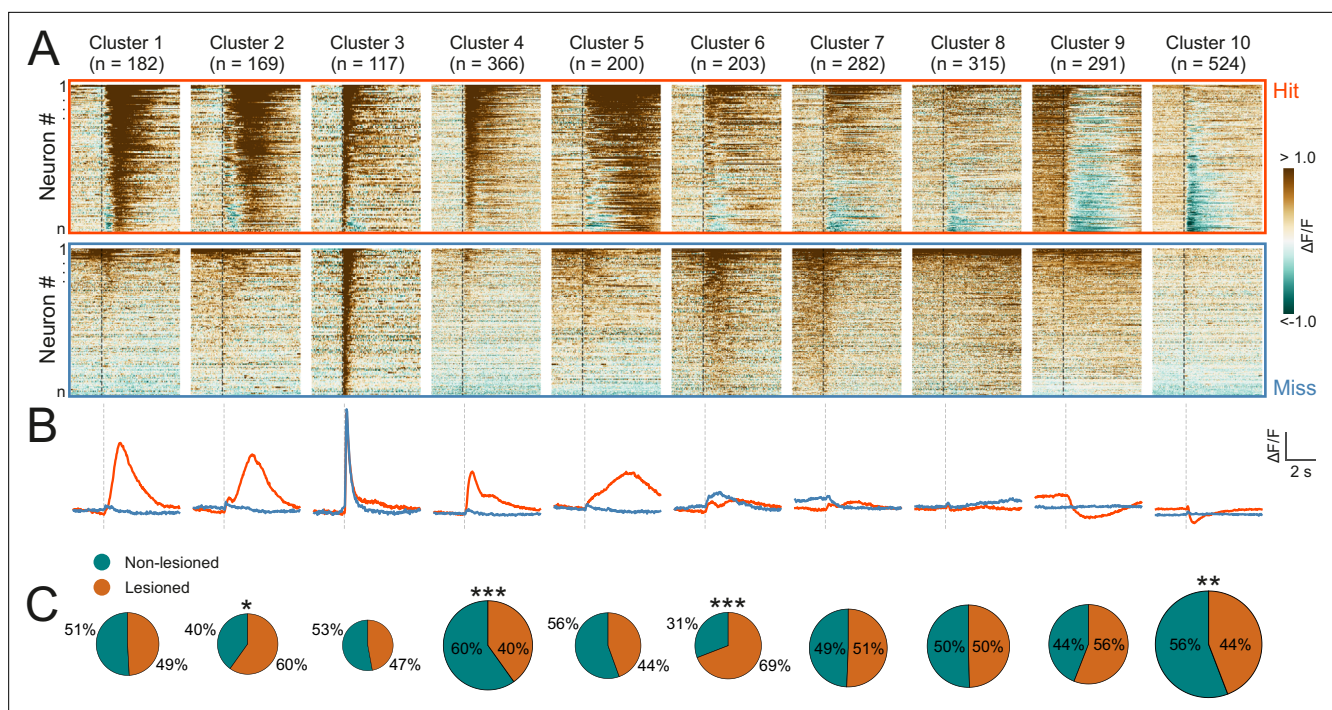 A
Cluster 1 Cluster 2 Cluster 3 Cluster 4 Cluster 5 Cluster 6 Cluster 7 Cluster 8 Cluster 9 Cluster 10
(n = 182) (n = 169) (n = 117) (n = 366) (n = 200) (n = 203) (n = 282) (n = 315) (n = 291) (n = 524)
1
Neuron #
n
Hit
> 1.0
ΔF/F
<-1.0
1
Neuron #
n
Miss
B
ΔF/F
2 s
Non-lesioned
Lesioned
C
* *** *** **
51% 49%
40% 60%
53% 47%
60% 40%
56% 44%
31% 69%
49% 51%
50% 50%
44% 56%
56% 44%